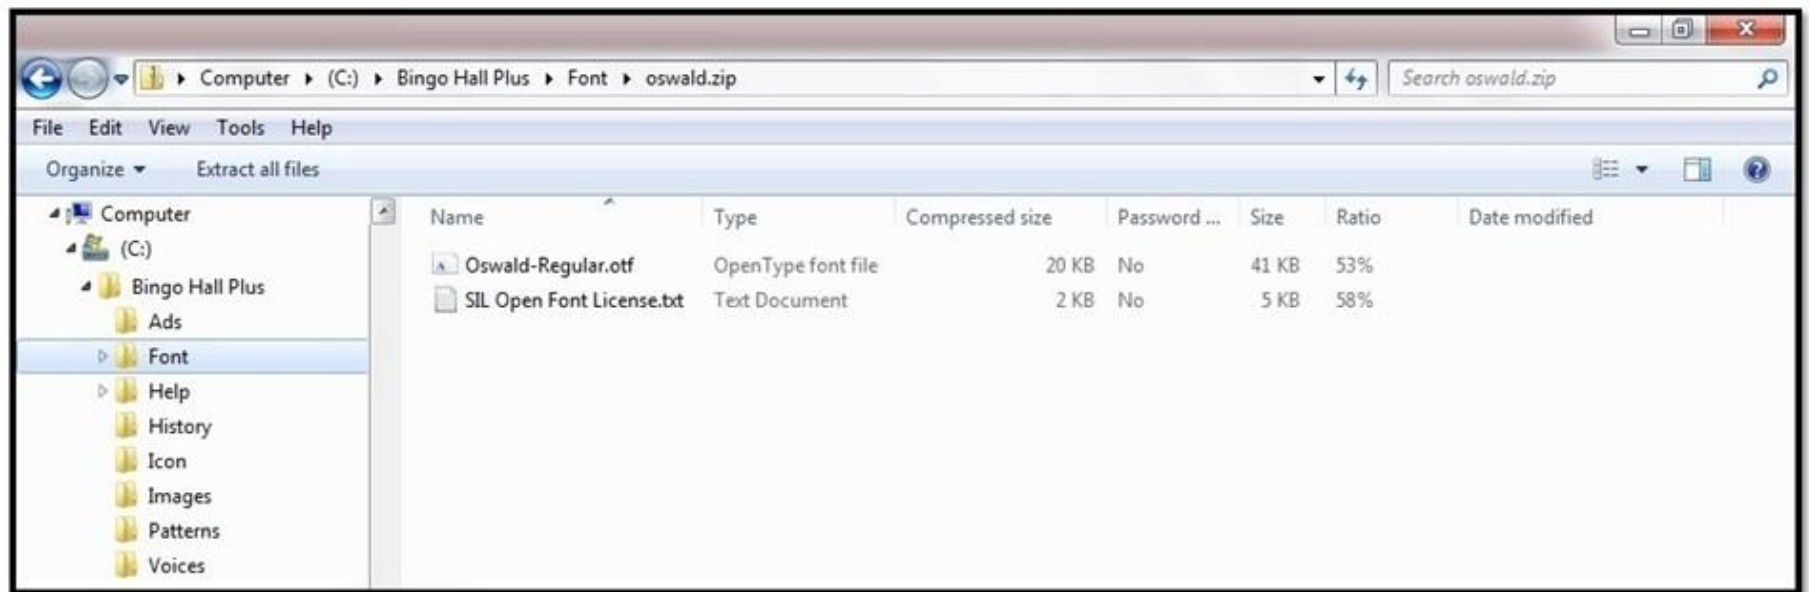 Computer ▸ (C:) ▸ Bingo Hall Plus ▸ Font ▸ oswald.zip Search oswald.zip
File Edit View Tools Help
Organize Extract all files
Computer
(C:)
Bingo Hall Plus
Ads
Font
Help
History
Icon
Images
Patterns
Voices
Name Type Compressed size Password ... Size Ratio Date modified
Oswald-Regular.otf OpenType font file 20 KB No 41 KB 53%
SIL Open Font License.txt Text Document 2 KB No 5 KB 58%